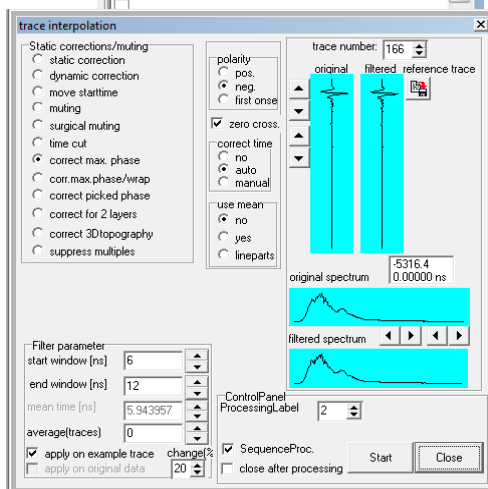 trace interpolation
Static corrections/muting
static correction
dynamic correction
move starttime
muting
surgical muting
time cut
correct max. phase
corr.max.phase/wrap
correct picked phase
correct for 2 layers
correct 3Dtopography
suppress multiples
polarity
pos.
neg.
first onse
zero cross.
correct time
no
auto
manual
use mean
no
yes
lineparts
trace number: 166
original filtered reference trace
-5316.4
original spectrum 0.00000 ns
filtered spectrum
Filter parameter
start window [ns] 6
end window [ns] 12
mean time [ns] 5.943957
average(traces) 0
apply on example trace change(%
apply on original data 20
ControlPanel
ProcessingLabel 2
SequenceProc.
close after processing
Start
Close